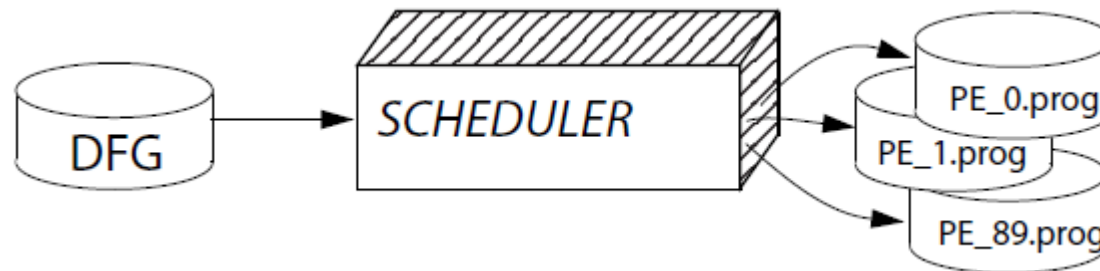 DFG
SCHEDULER
PE_0.prog
PE_1.prog
PE_89.prog